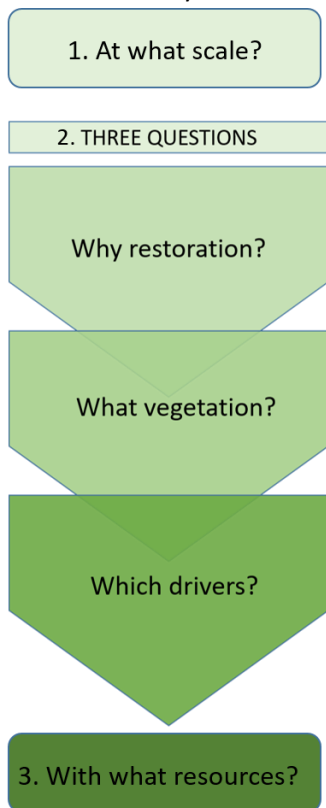 1. At what scale?
2. THREE QUESTIONS
Why restoration?
What vegetation?
Which drivers?
3. With what resources?